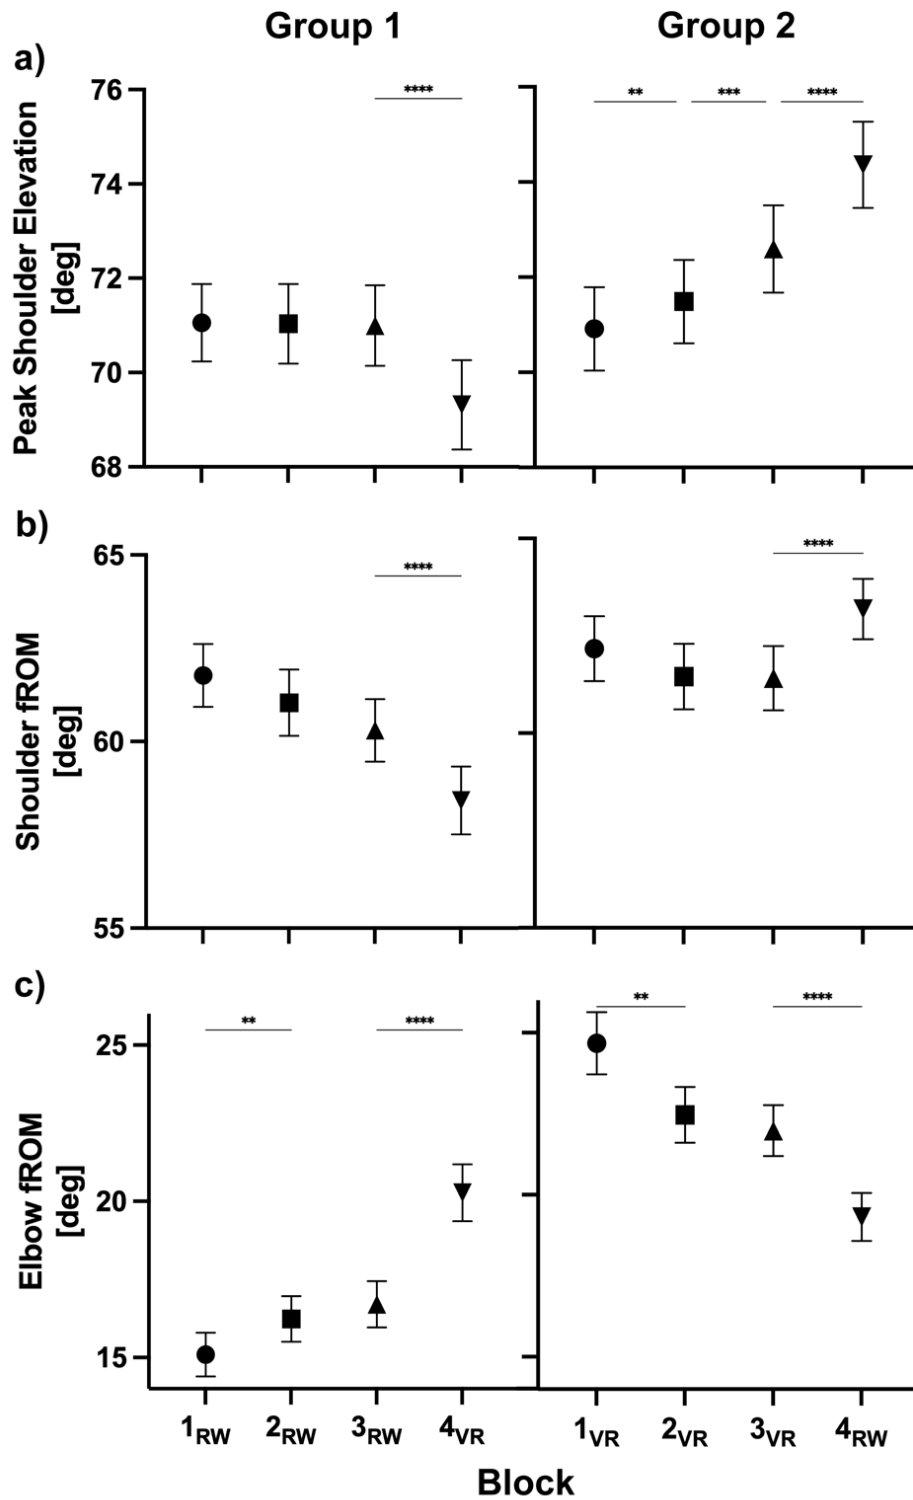 Group 1 Group 2
a)
Peak Shoulder Elevation
[deg]
76
74
72
70
68
****
** *** ****
b)
Shoulder fROM
[deg]
65
60
55
****
****
c)
Elbow fROM
[deg]
25
20
15
** ****
** ****
1RW 2RW 3RW 4VR 1VR 2VR 3VR 4RW
Block